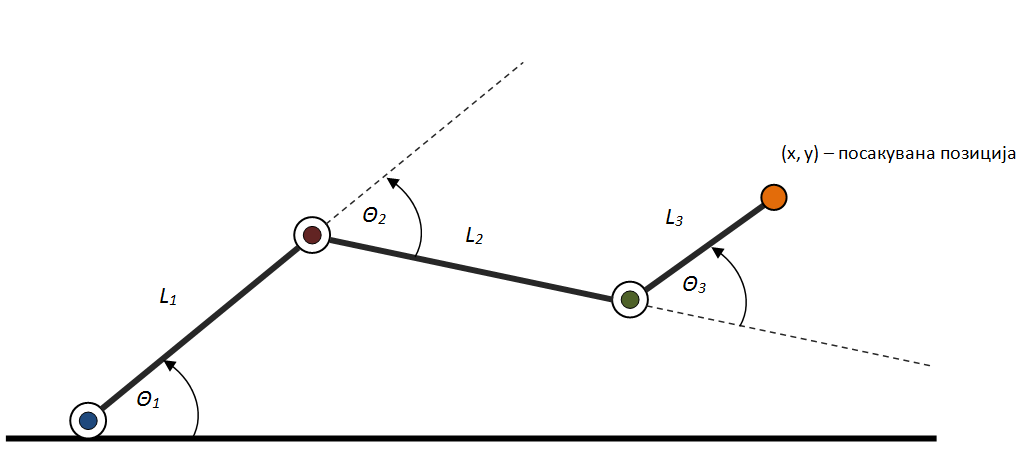 (x, y) – посакувана позиција
Θ2
L3
L2
Θ3
L1
Θ1